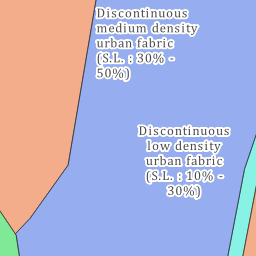 Discontinuous
medium density
urban fabric
(S.L. : 30% -
50%)
Discontinuous
low density
urban fabric
(S.L. : 10% -
30%)